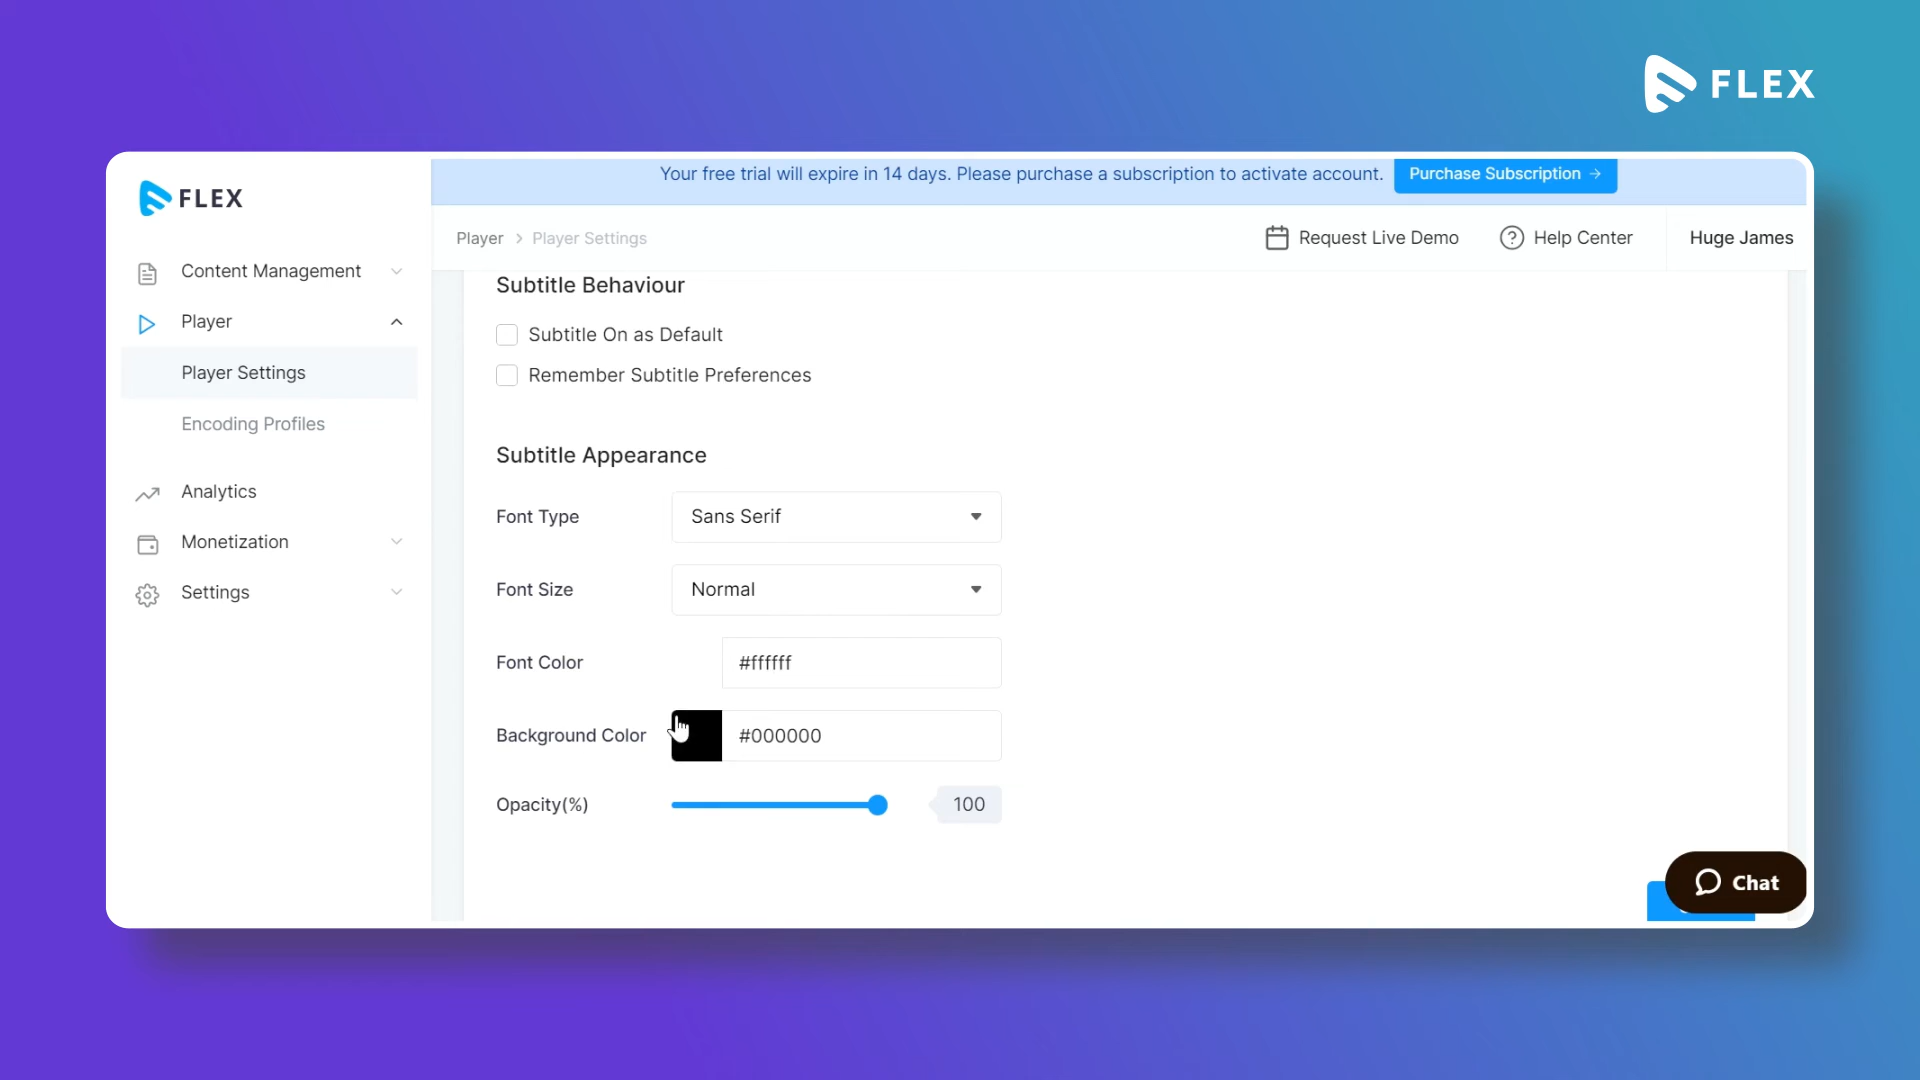 FLEX
FLEX
Your free trial will expire in 14 days. Please purchase a subscription to activate account.
Purchase Subscription →
Player > Player Settings
Request Live Demo
Help Center
Huge James
Content Management
Player
Player Settings
Encoding Profiles
Analytics
Monetization
Settings
Subtitle Behaviour
Subtitle On as Default
Remember Subtitle Preferences
Subtitle Appearance
Font Type
Sans Serif
Font Size
Normal
Font Color
#ffffff
Background Color
#000000
Opacity(%)
100
Chat